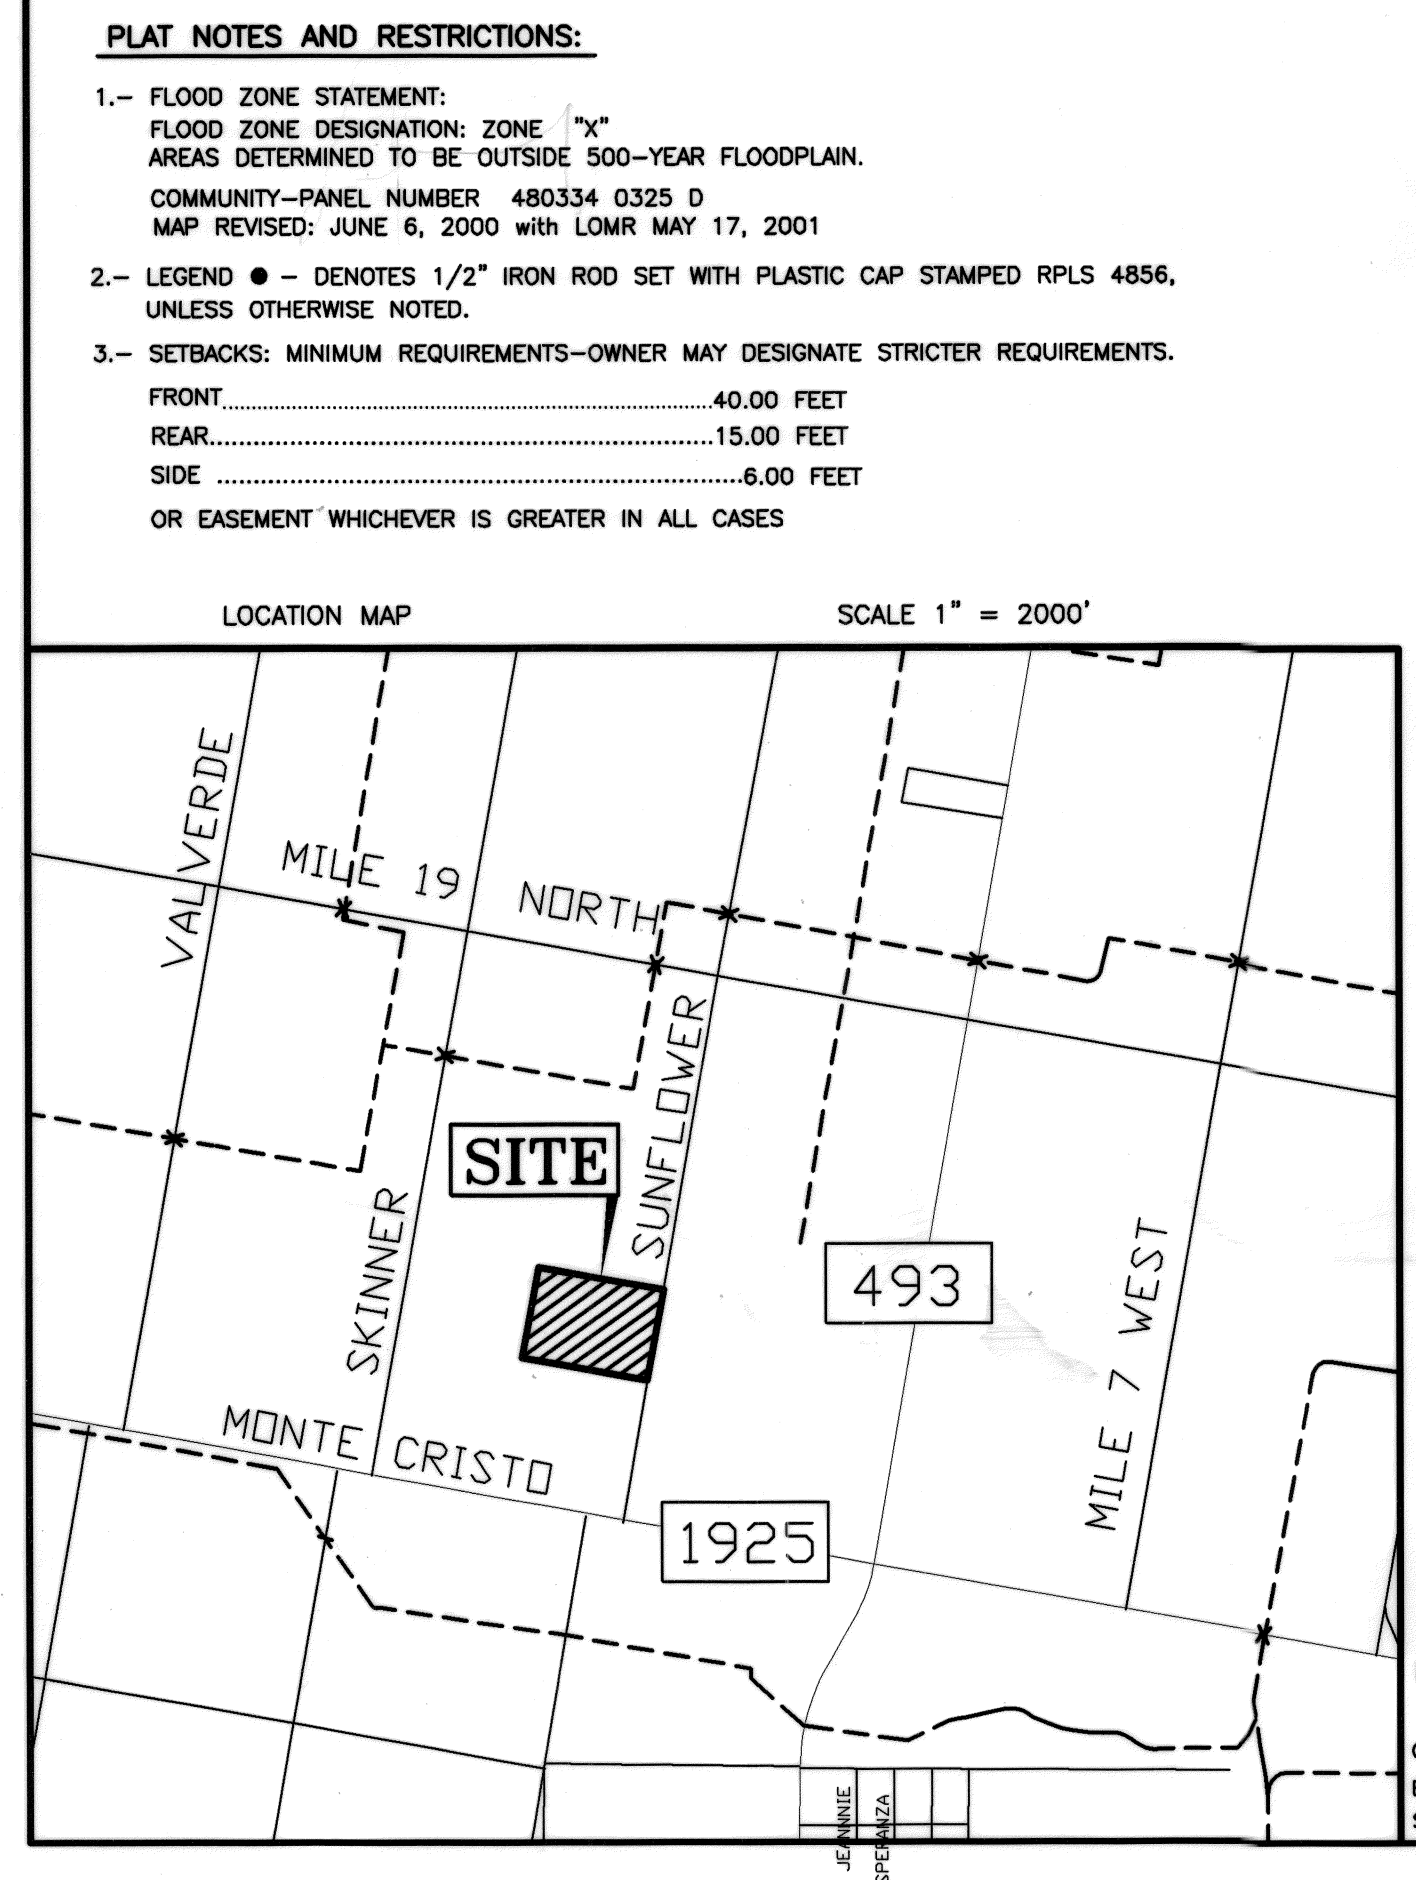 PLAT NOTES AND RESTRICTIONS:
1.- FLOOD ZONE STATEMENT:
FLOOD ZONE DESIGNATION: ZONE "X"
AREAS DETERMINED TO BE OUTSIDE 500-YEAR FLOODPLAIN.
COMMUNITY-PANEL NUMBER 480334 0325 D
MAP REVISED: JUNE 6, 2000 with LOMR MAY 17, 2001
2.- LEGEND ● - DENOTES 1/2" IRON ROD SET WITH PLASTIC CAP STAMPED RPLS 4856,
UNLESS OTHERWISE NOTED.
3.- SETBACKS: MINIMUM REQUIREMENTS-OWNER MAY DESIGNATE STRICTER REQUIREMENTS.
FRONT..........40.00 FEET
REAR..........15.00 FEET
SIDE ..........6.00 FEET
OR EASEMENT WHICHEVER IS GREATER IN ALL CASES
LOCATION MAP
SCALE 1" = 2000'
VAL VERDE
MILE 19 NORTH
SUNFLOWER
SITE
SKINNER
493
MILE 7 WEST
MONTE CRISTO
1925
JEANNNIE
SPERANZA